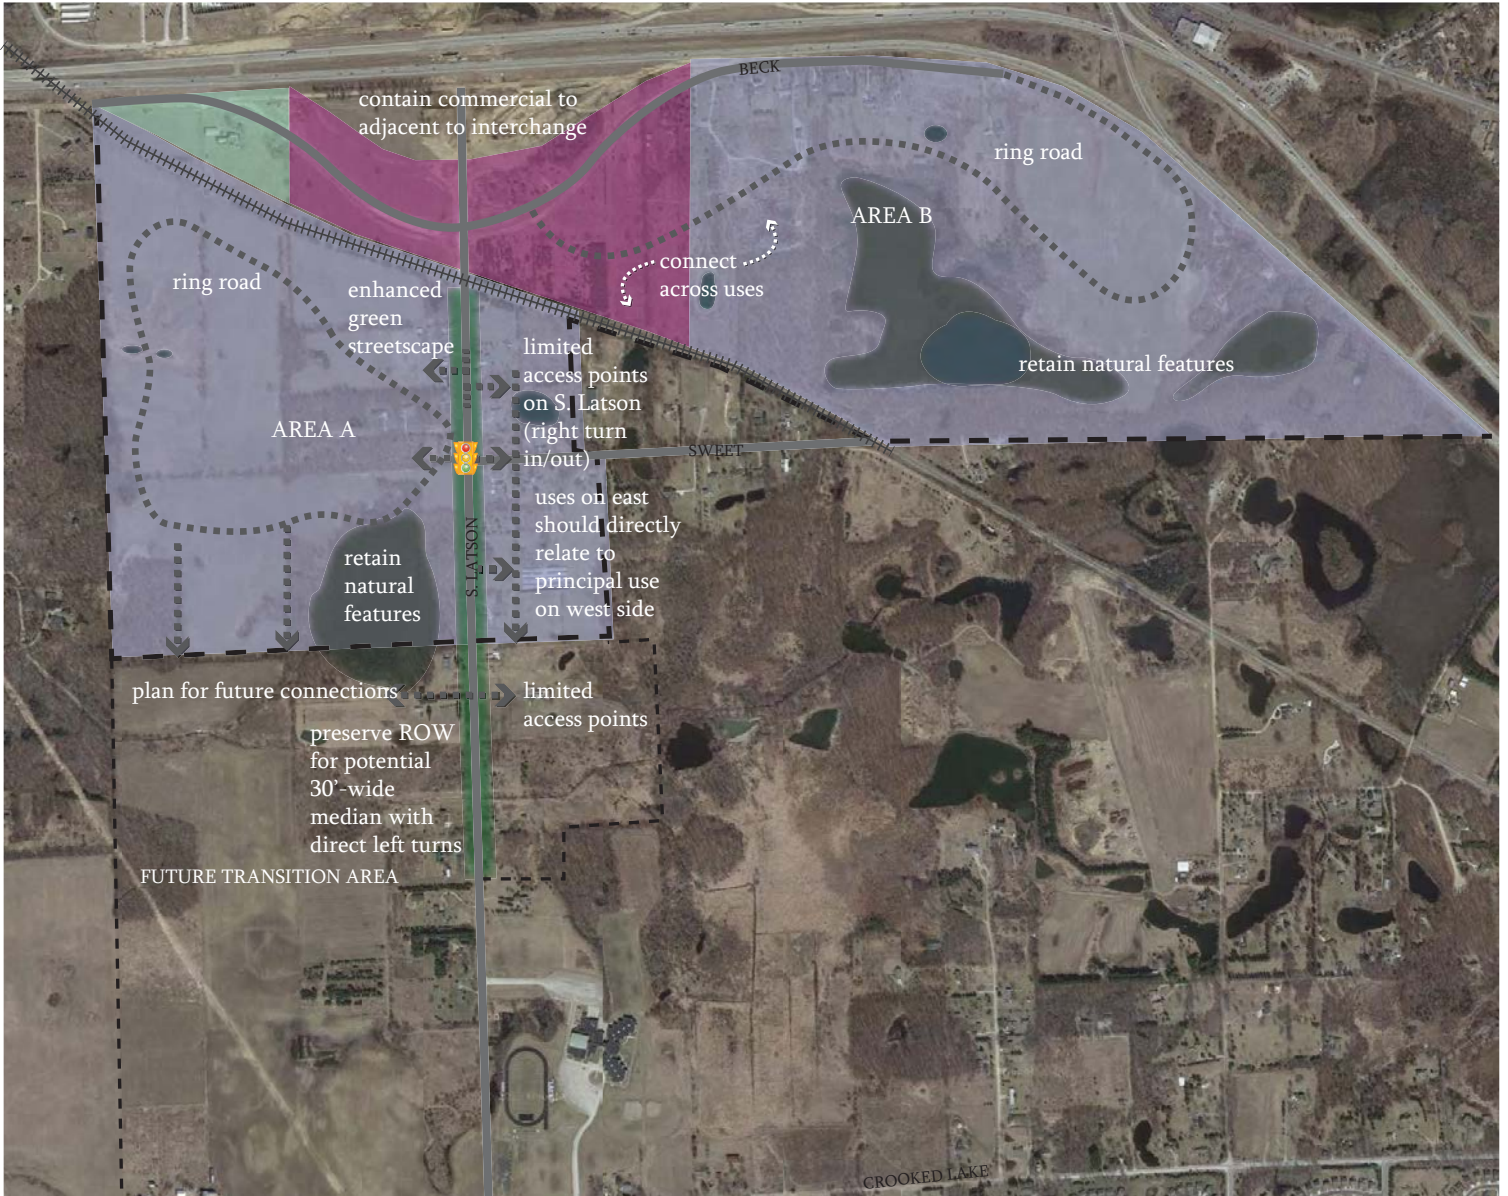 BECK
contain commercial to
adjacent to interchange
ring road
AREA B
connect
across uses
ring road
enhanced
green
streetscape
limited
access points
on S. Latson
(right turn
in/out)
retain natural features
AREA A
SWEET
uses on east
should directly
relate to
principal use
on west side
S. LATSON
retain
natural
features
plan for future connections
limited
access points
preserve ROW
for potential
30'-wide
median with
direct left turns
FUTURE TRANSITION AREA
CROOKED LAKE